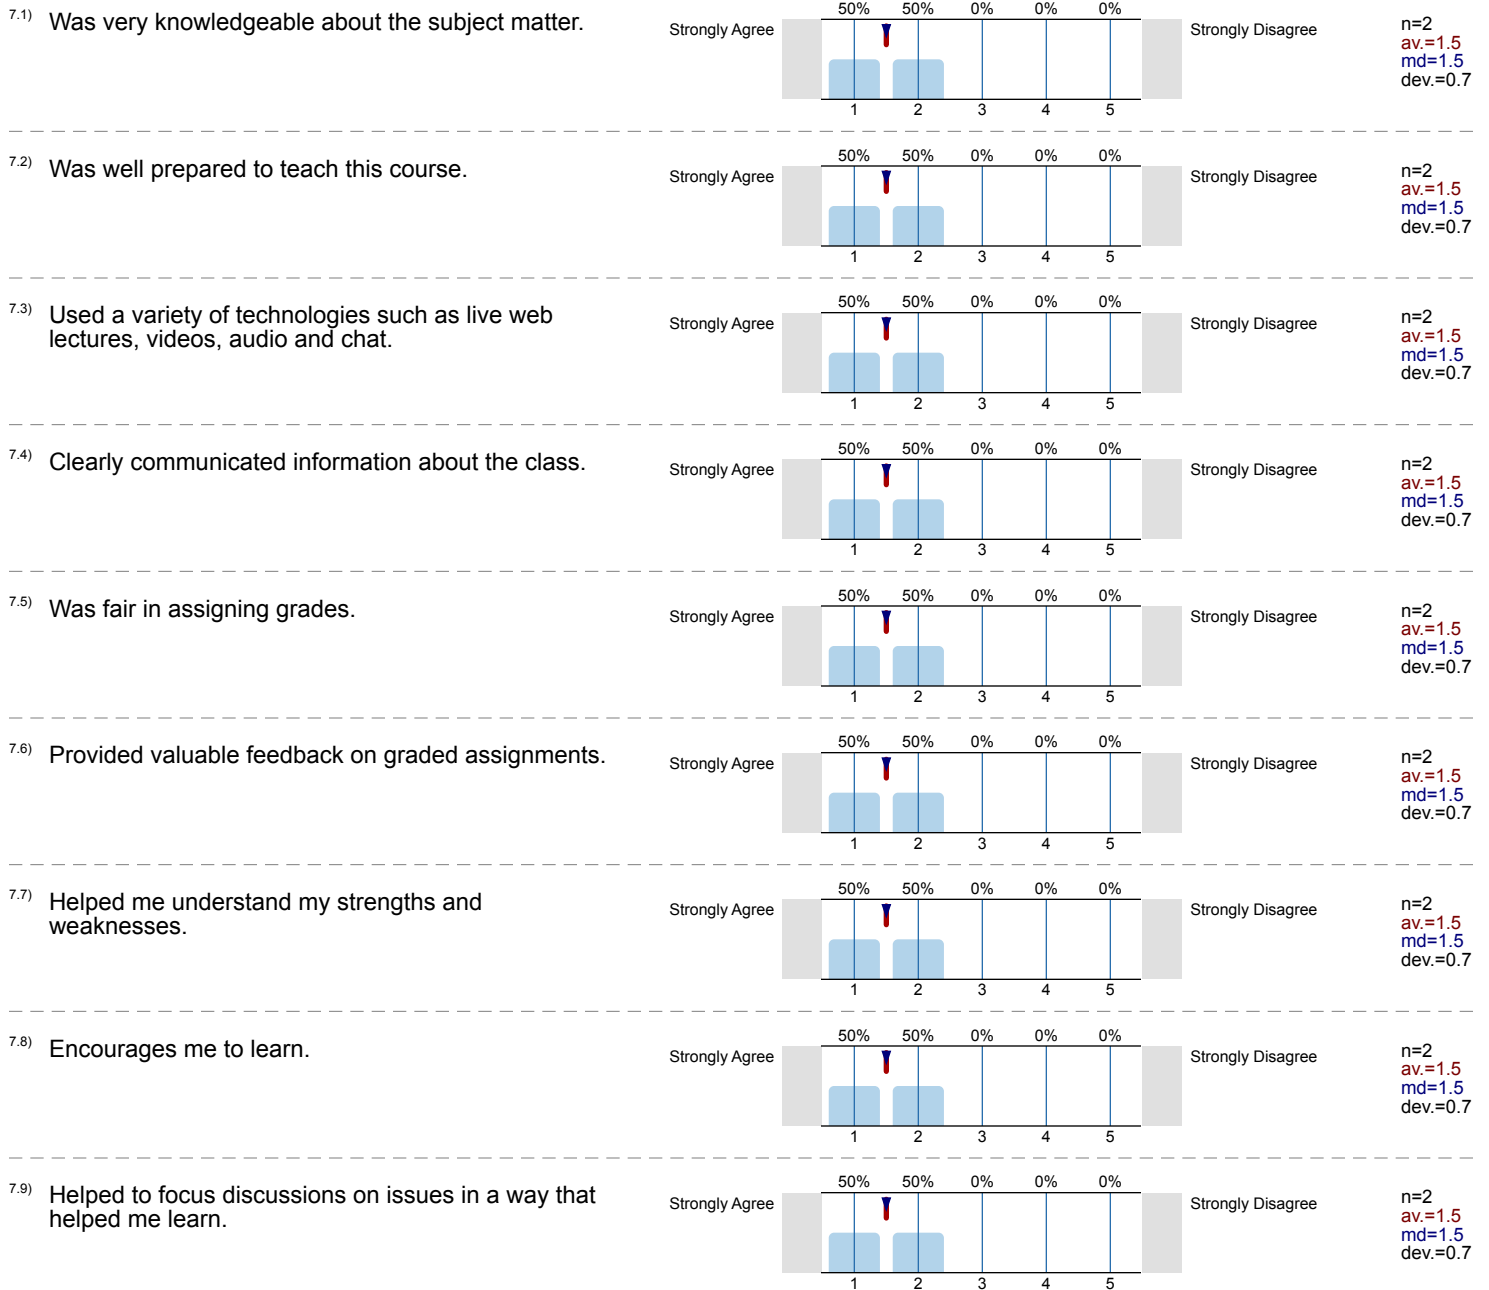 7.1) Was very knowledgeable about the subject matter.
Strongly Agree
50% 50% 0% 0% 0%
1 2 3 4 5
Strongly Disagree
n=2
av.=1.5
md=1.5
dev.=0.7
7.2) Was well prepared to teach this course.
Strongly Agree
50% 50% 0% 0% 0%
1 2 3 4 5
Strongly Disagree
n=2
av.=1.5
md=1.5
dev.=0.7
7.3) Used a variety of technologies such as live web
lectures, videos, audio and chat.
Strongly Agree
50% 50% 0% 0% 0%
1 2 3 4 5
Strongly Disagree
n=2
av.=1.5
md=1.5
dev.=0.7
7.4) Clearly communicated information about the class.
Strongly Agree
50% 50% 0% 0% 0%
1 2 3 4 5
Strongly Disagree
n=2
av.=1.5
md=1.5
dev.=0.7
7.5) Was fair in assigning grades.
Strongly Agree
50% 50% 0% 0% 0%
1 2 3 4 5
Strongly Disagree
n=2
av.=1.5
md=1.5
dev.=0.7
7.6) Provided valuable feedback on graded assignments.
Strongly Agree
50% 50% 0% 0% 0%
1 2 3 4 5
Strongly Disagree
n=2
av.=1.5
md=1.5
dev.=0.7
7.7) Helped me understand my strengths and
weaknesses.
Strongly Agree
50% 50% 0% 0% 0%
1 2 3 4 5
Strongly Disagree
n=2
av.=1.5
md=1.5
dev.=0.7
7.8) Encourages me to learn.
Strongly Agree
50% 50% 0% 0% 0%
1 2 3 4 5
Strongly Disagree
n=2
av.=1.5
md=1.5
dev.=0.7
7.9) Helped to focus discussions on issues in a way that
helped me learn.
Strongly Agree
50% 50% 0% 0% 0%
1 2 3 4 5
Strongly Disagree
n=2
av.=1.5
md=1.5
dev.=0.7